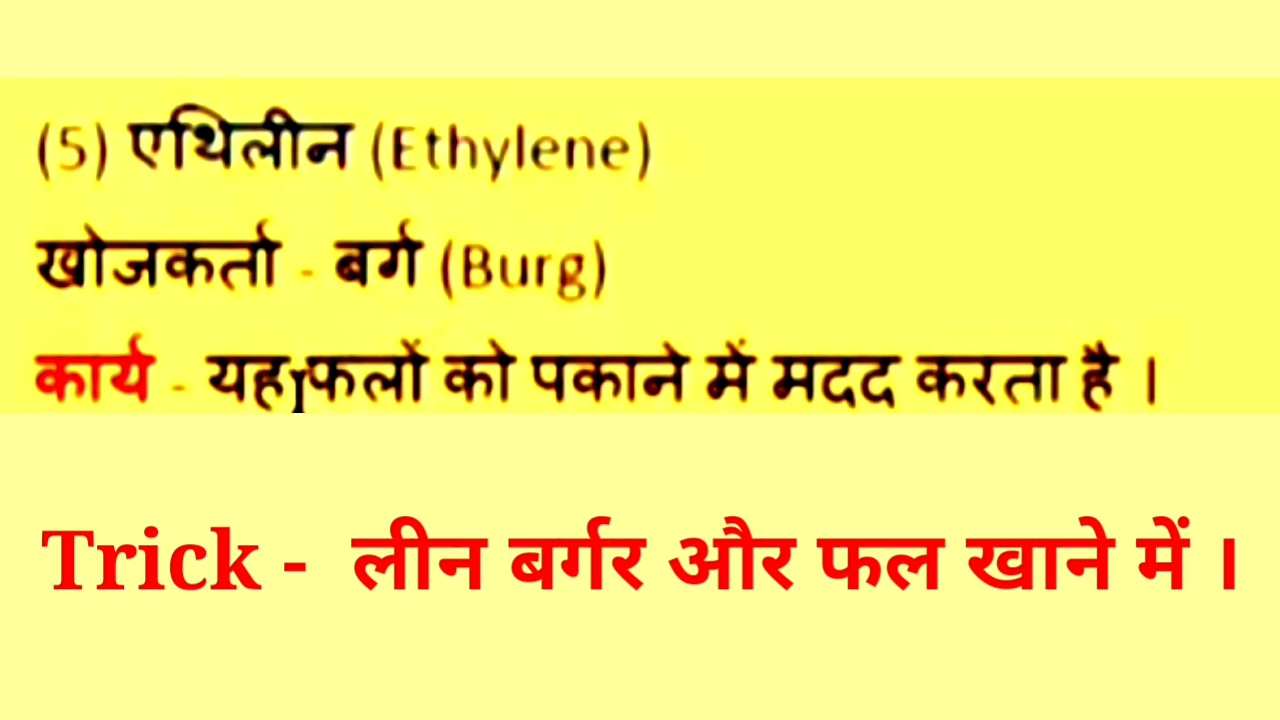 (5) एथिलीन (Ethylene)
खोजकर्ता - बर्ग (Burg)
कार्य - यह फलों को पकाने में मदद करता है ।
Trick - लीन बर्गर और फल खाने में ।